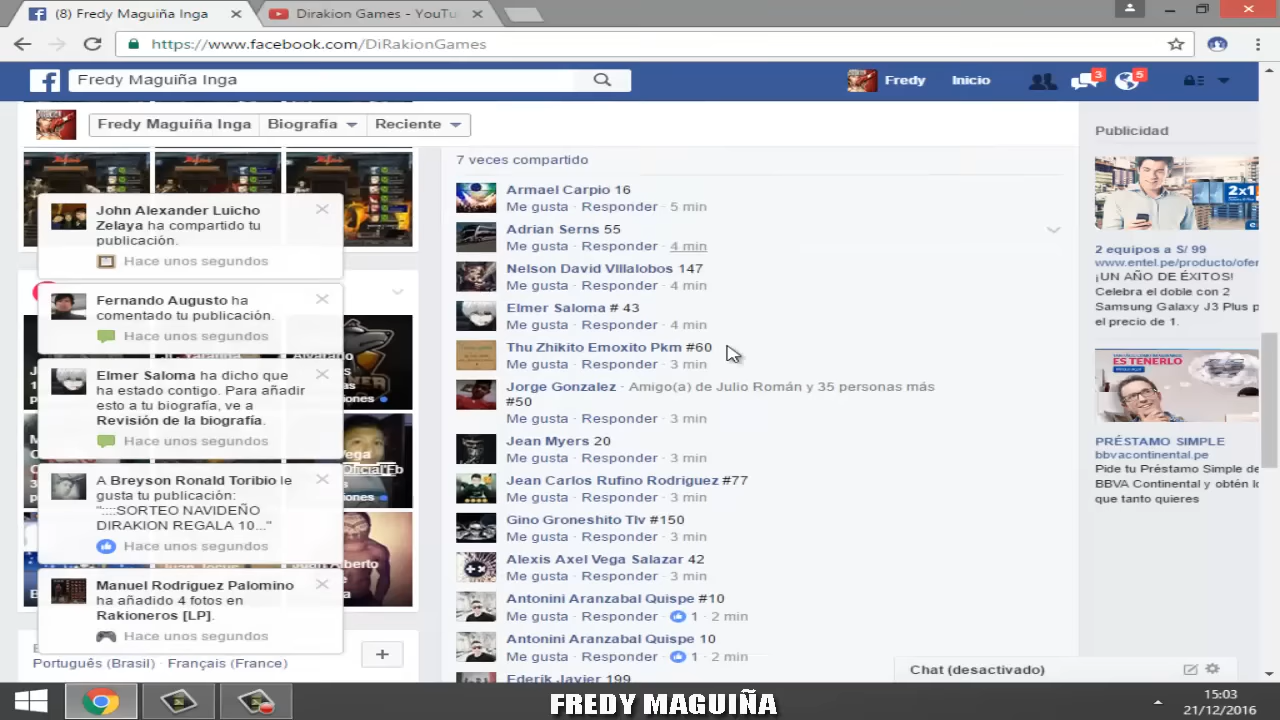 (8) Fredy Maguiña Inga
Dirakion Games - YouTu
https://www.facebook.com/DiRakionGames
Fredy Maguiña Inga
Fredy
Inicio
3
5
Fredy Maguiña Inga
Biografía
Reciente
John Alexander Luicho
Zelaya ha compartido tu
publicación.
Hace unos segundos
Fernando Augusto ha
comentado tu publicación.
Hace unos segundos
Elmer Saloma ha dicho que
ha estado contigo. Para añadir
esto a tu biografía, ve a
Revisión de la biografía.
Hace unos segundos
A Breyson Ronald Toribio le
gusta tu publicación:
"::::SORTEO NAVIDEÑO
DIRAKION REGALA 10..."
Hace unos segundos
Manuel Rodriguez Palomino
ha añadido 4 fotos en
Rakioneros [LP].
Hace unos segundos
Português (Brasil) · Français (France)
7 veces compartido
Armael Carpio 16
Me gusta · Responder · 5 min
Adrian Serns 55
Me gusta · Responder · 4 min
Nelson David VIllalobos 147
Me gusta · Responder · 4 min
Elmer Saloma # 43
Me gusta · Responder · 4 min
Thu Zhikito Emoxito Pkm #60
Me gusta · Responder · 3 min
Jorge Gonzalez · Amigo(a) de Julio Román y 35 personas más
#50
Me gusta · Responder · 3 min
Jean Myers 20
Me gusta · Responder · 3 min
Jean Carlos Rufino Rodriguez #77
Me gusta · Responder · 3 min
Gino Groneshito Tlv #150
Me gusta · Responder · 3 min
Alexis Axel Vega Salazar 42
Me gusta · Responder · 3 min
Antonini Aranzabal Quispe #10
Me gusta · Responder · 1 · 2 min
Antonini Aranzabal Quispe 10
Me gusta · Responder · 1 · 2 min
Ederik Javier 199
Publicidad
2x1
2 equipos a S/ 99
www.entel.pe/producto/ofer
¡UN AÑO DE ÉXITOS!
Celebra el doble con 2
Samsung Galaxy J3 Plus p
el precio de 1.
ES TENERLO
PRÉSTAMO SIMPLE
bbvacontinental.pe
Pide tu Préstamo Simple de
BBVA Continental y obtén lo
que tanto quieres
Chat (desactivado)
FREDY MAGUIÑA
15:03
21/12/2016